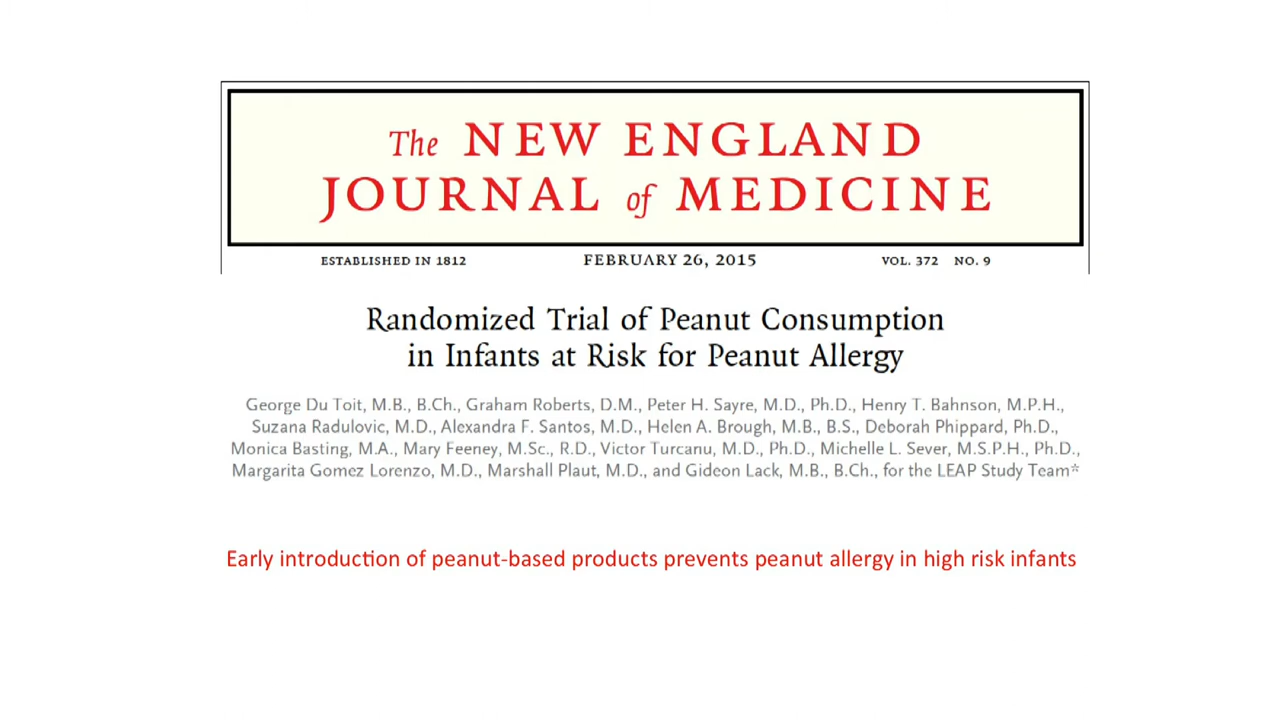 The NEW ENGLAND
JOURNAL of MEDICINE
ESTABLISHED IN 1812 FEBRUARY 26, 2015 VOL. 372 NO. 9
Randomized Trial of Peanut Consumption
in Infants at Risk for Peanut Allergy
George Du Toit, M.B., B.Ch., Graham Roberts, D.M., Peter H. Sayre, M.D., Ph.D., Henry T. Bahnson, M.P.H.,
Suzana Radulovic, M.D., Alexandra F. Santos, M.D., Helen A. Brough, M.B., B.S., Deborah Phippard, Ph.D.,
Monica Basting, M.A., Mary Feeney, M.Sc., R.D., Victor Turcanu, M.D., Ph.D., Michelle L. Sever, M.S.P.H., Ph.D.,
Margarita Gomez Lorenzo, M.D., Marshall Plaut, M.D., and Gideon Lack, M.B., B.Ch., for the LEAP Study Team*
Early introduction of peanut-based products prevents peanut allergy in high risk infants